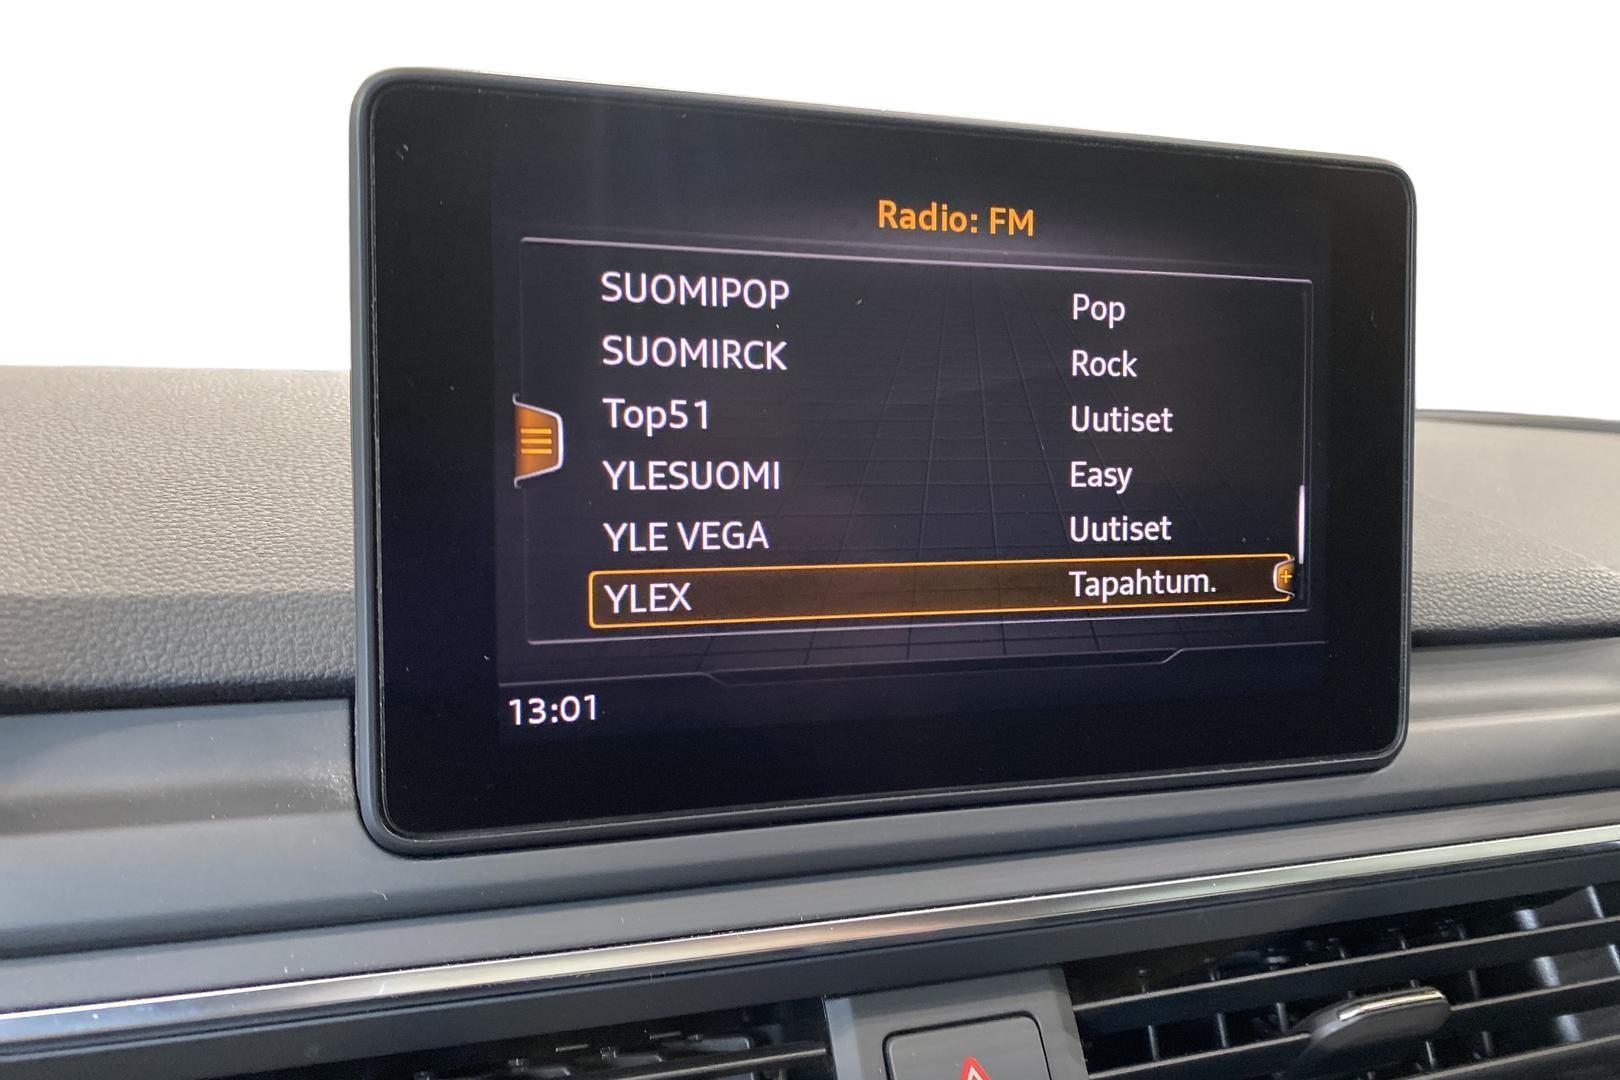 Radio: FM
SUOMIPOP Pop
SUOMIRCK Rock
Top51 Uutiset
YLESUOMI Easy
YLE VEGA Uutiset
YLEX Tapahtum.
13:01